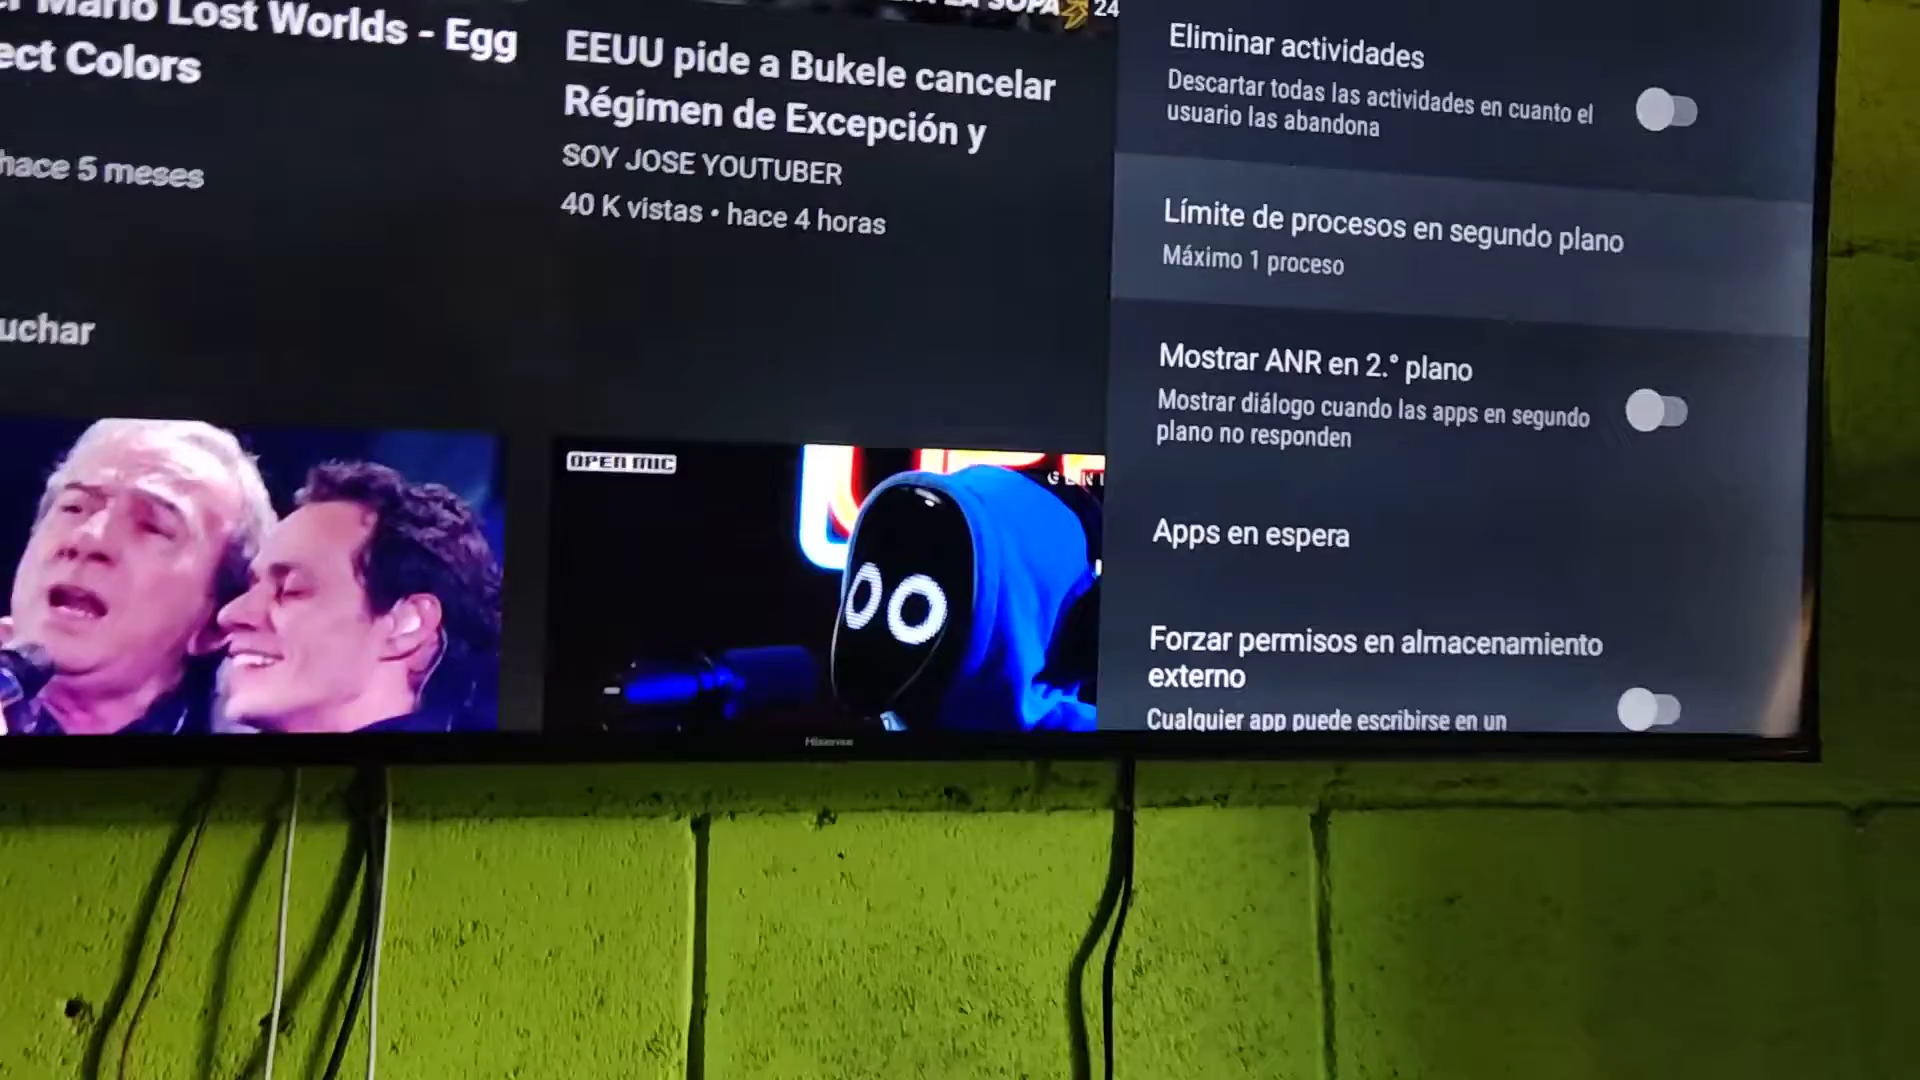 Mario Lost Worlds - Egg
ect Colors
hace 5 meses
uchar
LA SOPA 24
EEUU pide a Bukele cancelar
Régimen de Excepción y
SOY JOSE YOUTUBER
40 K vistas • hace 4 horas
OPEN MIC
Eliminar actividades
Descartar todas las actividades en cuanto el
usuario las abandona
Límite de procesos en segundo plano
Máximo 1 proceso
Mostrar ANR en 2.° plano
Mostrar diálogo cuando las apps en segundo
plano no responden
Apps en espera
Forzar permisos en almacenamiento
externo
Cualquier app puede escribirse en un
Hisense